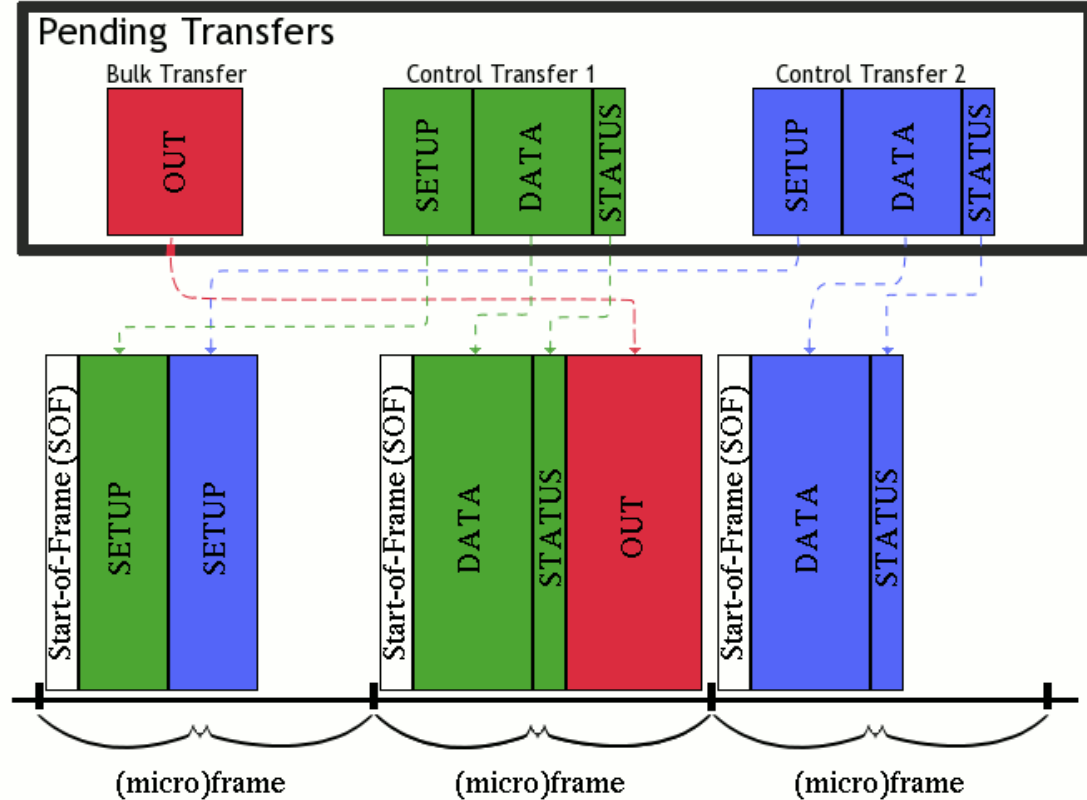 Pending Transfers
Bulk Transfer
Control Transfer 1
Control Transfer 2
OUT
SETUP
DATA
STATUS
SETUP
DATA
STATUS
Start-of-Frame (SOF)
SETUP
SETUP
Start-of-Frame (SOF)
DATA
STATUS
OUT
Start-of-Frame (SOF)
DATA
STATUS
(micro)frame
(micro)frame
(micro)frame